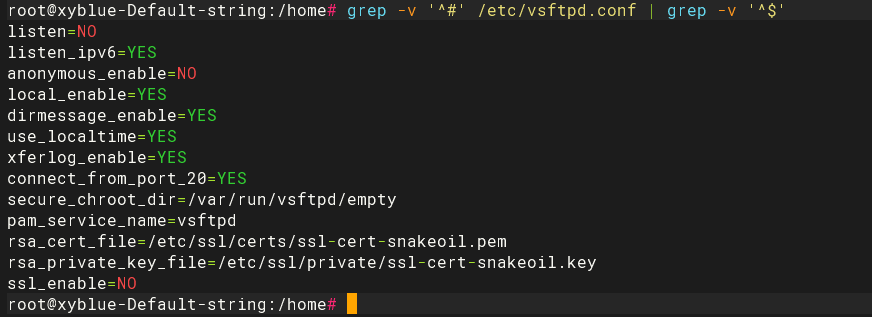 root@xyblue-Default-string:/home# grep -v '^#' /etc/vsftpd.conf | grep -v '^$'
listen=NO
listen_ipv6=YES
anonymous_enable=NO
local_enable=YES
dirmessage_enable=YES
use_localtime=YES
xferlog_enable=YES
connect_from_port_20=YES
secure_chroot_dir=/var/run/vsftpd/empty
pam_service_name=vsftpd
rsa_cert_file=/etc/ssl/certs/ssl-cert-snakeoil.pem
rsa_private_key_file=/etc/ssl/private/ssl-cert-snakeoil.key
ssl_enable=NO
root@xyblue-Default-string:/home#